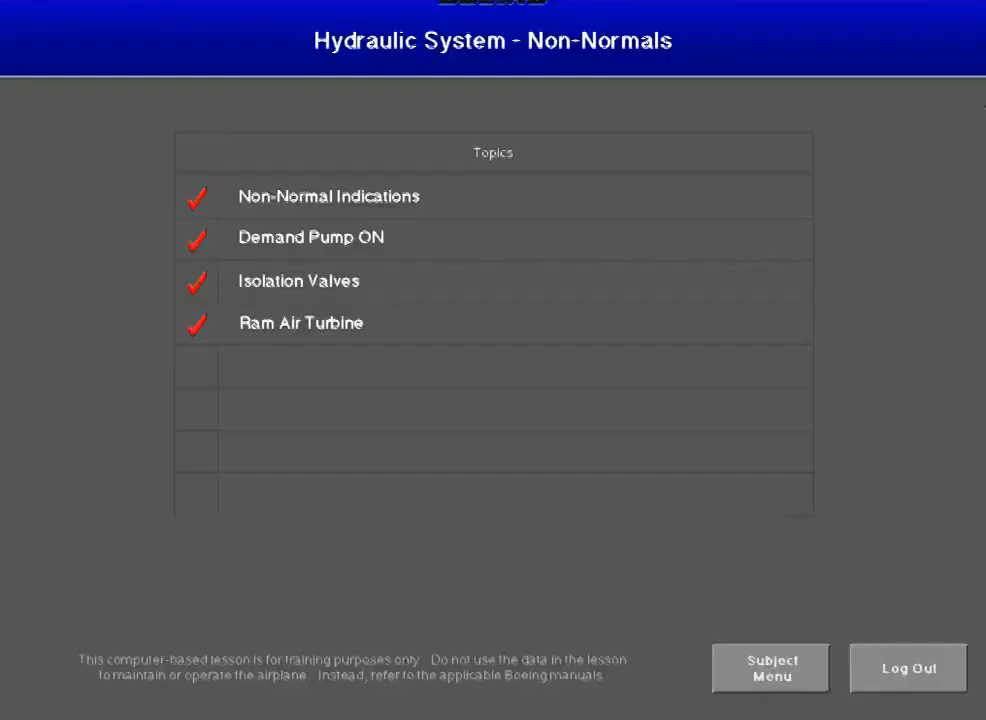 Hydraulic System - Non-Normals
Topics
Non-Normal Indications
Demand Pump ON
Isolation Valves
Ram Air Turbine
This computer-based lesson is for training purposes only. Do not use the data in the lesson
to maintain or operate the airplane. Instead, refer to the applicable Boeing manuals.
Subject
Menu
Log Out